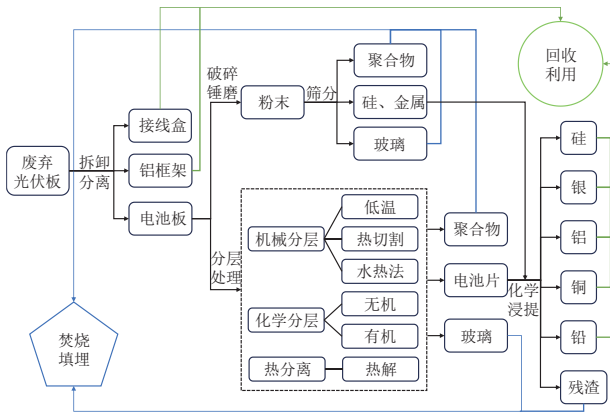 废弃
光伏板
拆卸
分离
接线盒
铝框架
电池板
破碎
锤磨
粉末
筛分
聚合物
硅、金属
玻璃
回收
利用
分层
处理
机械分层
低温
热切割
水热法
化学分层
无机
有机
热分离
热解
聚合物
电池片
玻璃
化学
浸提
硅
银
铝
铜
铅
残渣
焚烧
填埋